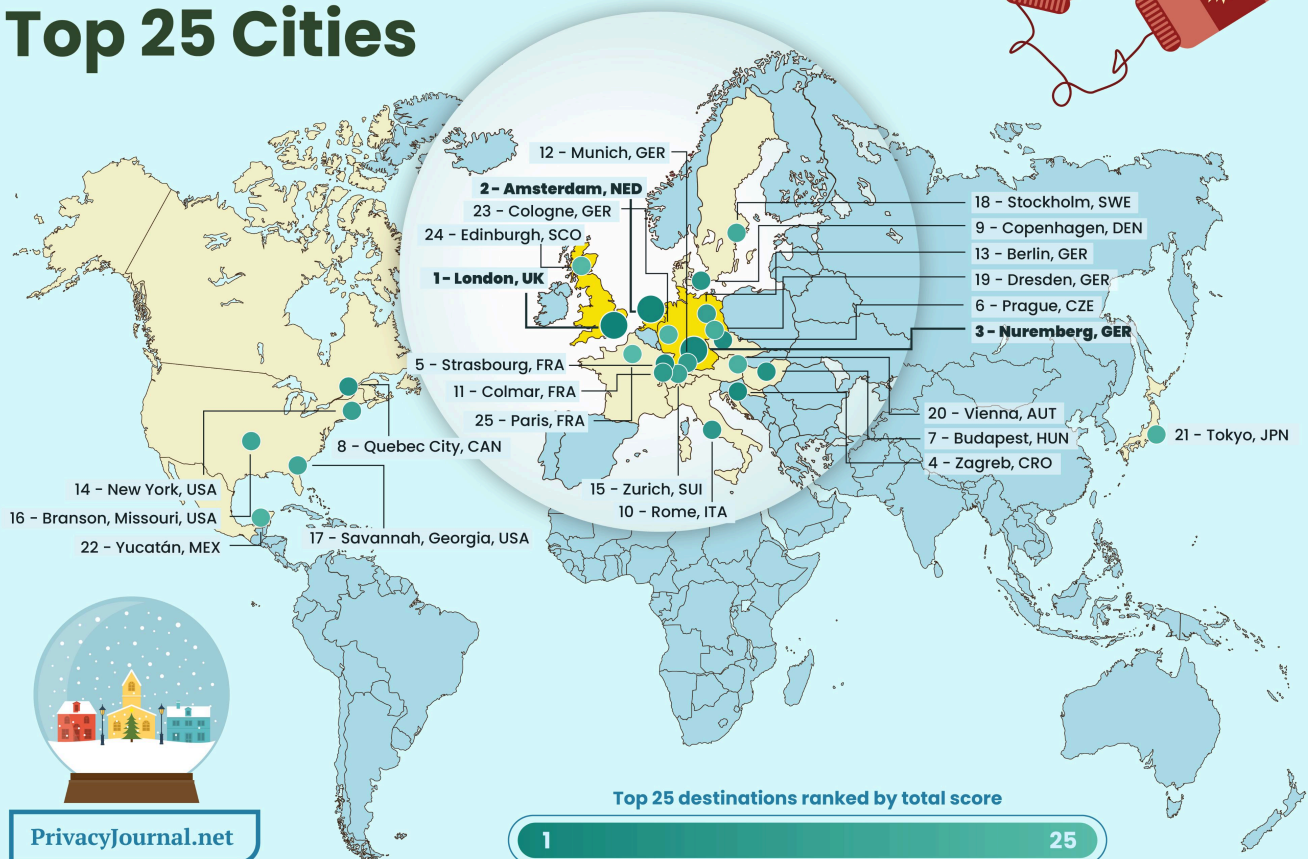 Top 25 Cities
12 - Munich, GER
2 - Amsterdam, NED
23 - Cologne, GER
24 - Edinburgh, SCO
1 - London, UK
5 - Strasbourg, FRA
11 - Colmar, FRA
25 - Paris, FRA
18 - Stockholm, SWE
9 - Copenhagen, DEN
13 - Berlin, GER
19 - Dresden, GER
6 - Prague, CZE
3 - Nuremberg, GER
20 - Vienna, AUT
7 - Budapest, HUN
4 - Zagreb, CRO
21 - Tokyo, JPN
8 - Quebec City, CAN
14 - New York, USA
16 - Branson, Missouri, USA
22 - Yucatán, MEX
17 - Savannah, Georgia, USA
15 - Zurich, SUI
10 - Rome, ITA
Top 25 destinations ranked by total score
1 25
PrivacyJournal.net